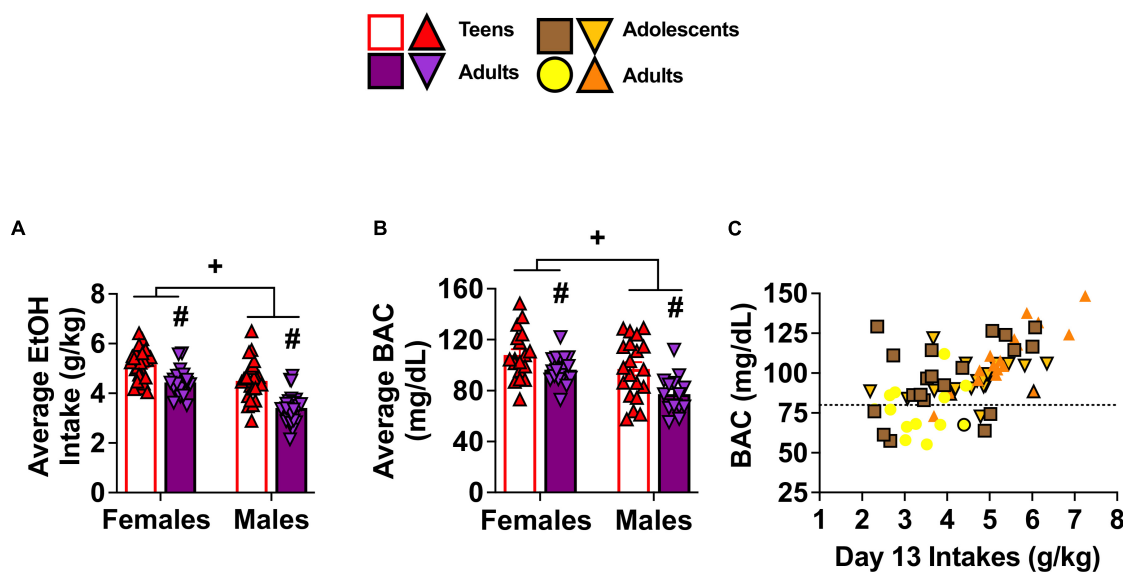 Teens Adolescents
Adults Adults
A
Average EtOH
Intake (g/kg)
8
6
4
2
0
+
#
#
Females Males
B
Average BAC
(mg/dL)
160
120
80
40
0
+
#
#
Females Males
C
BAC (mg/dL)
150
125
100
75
50
25
1 2 3 4 5 6 7 8
Day 13 Intakes (g/kg)